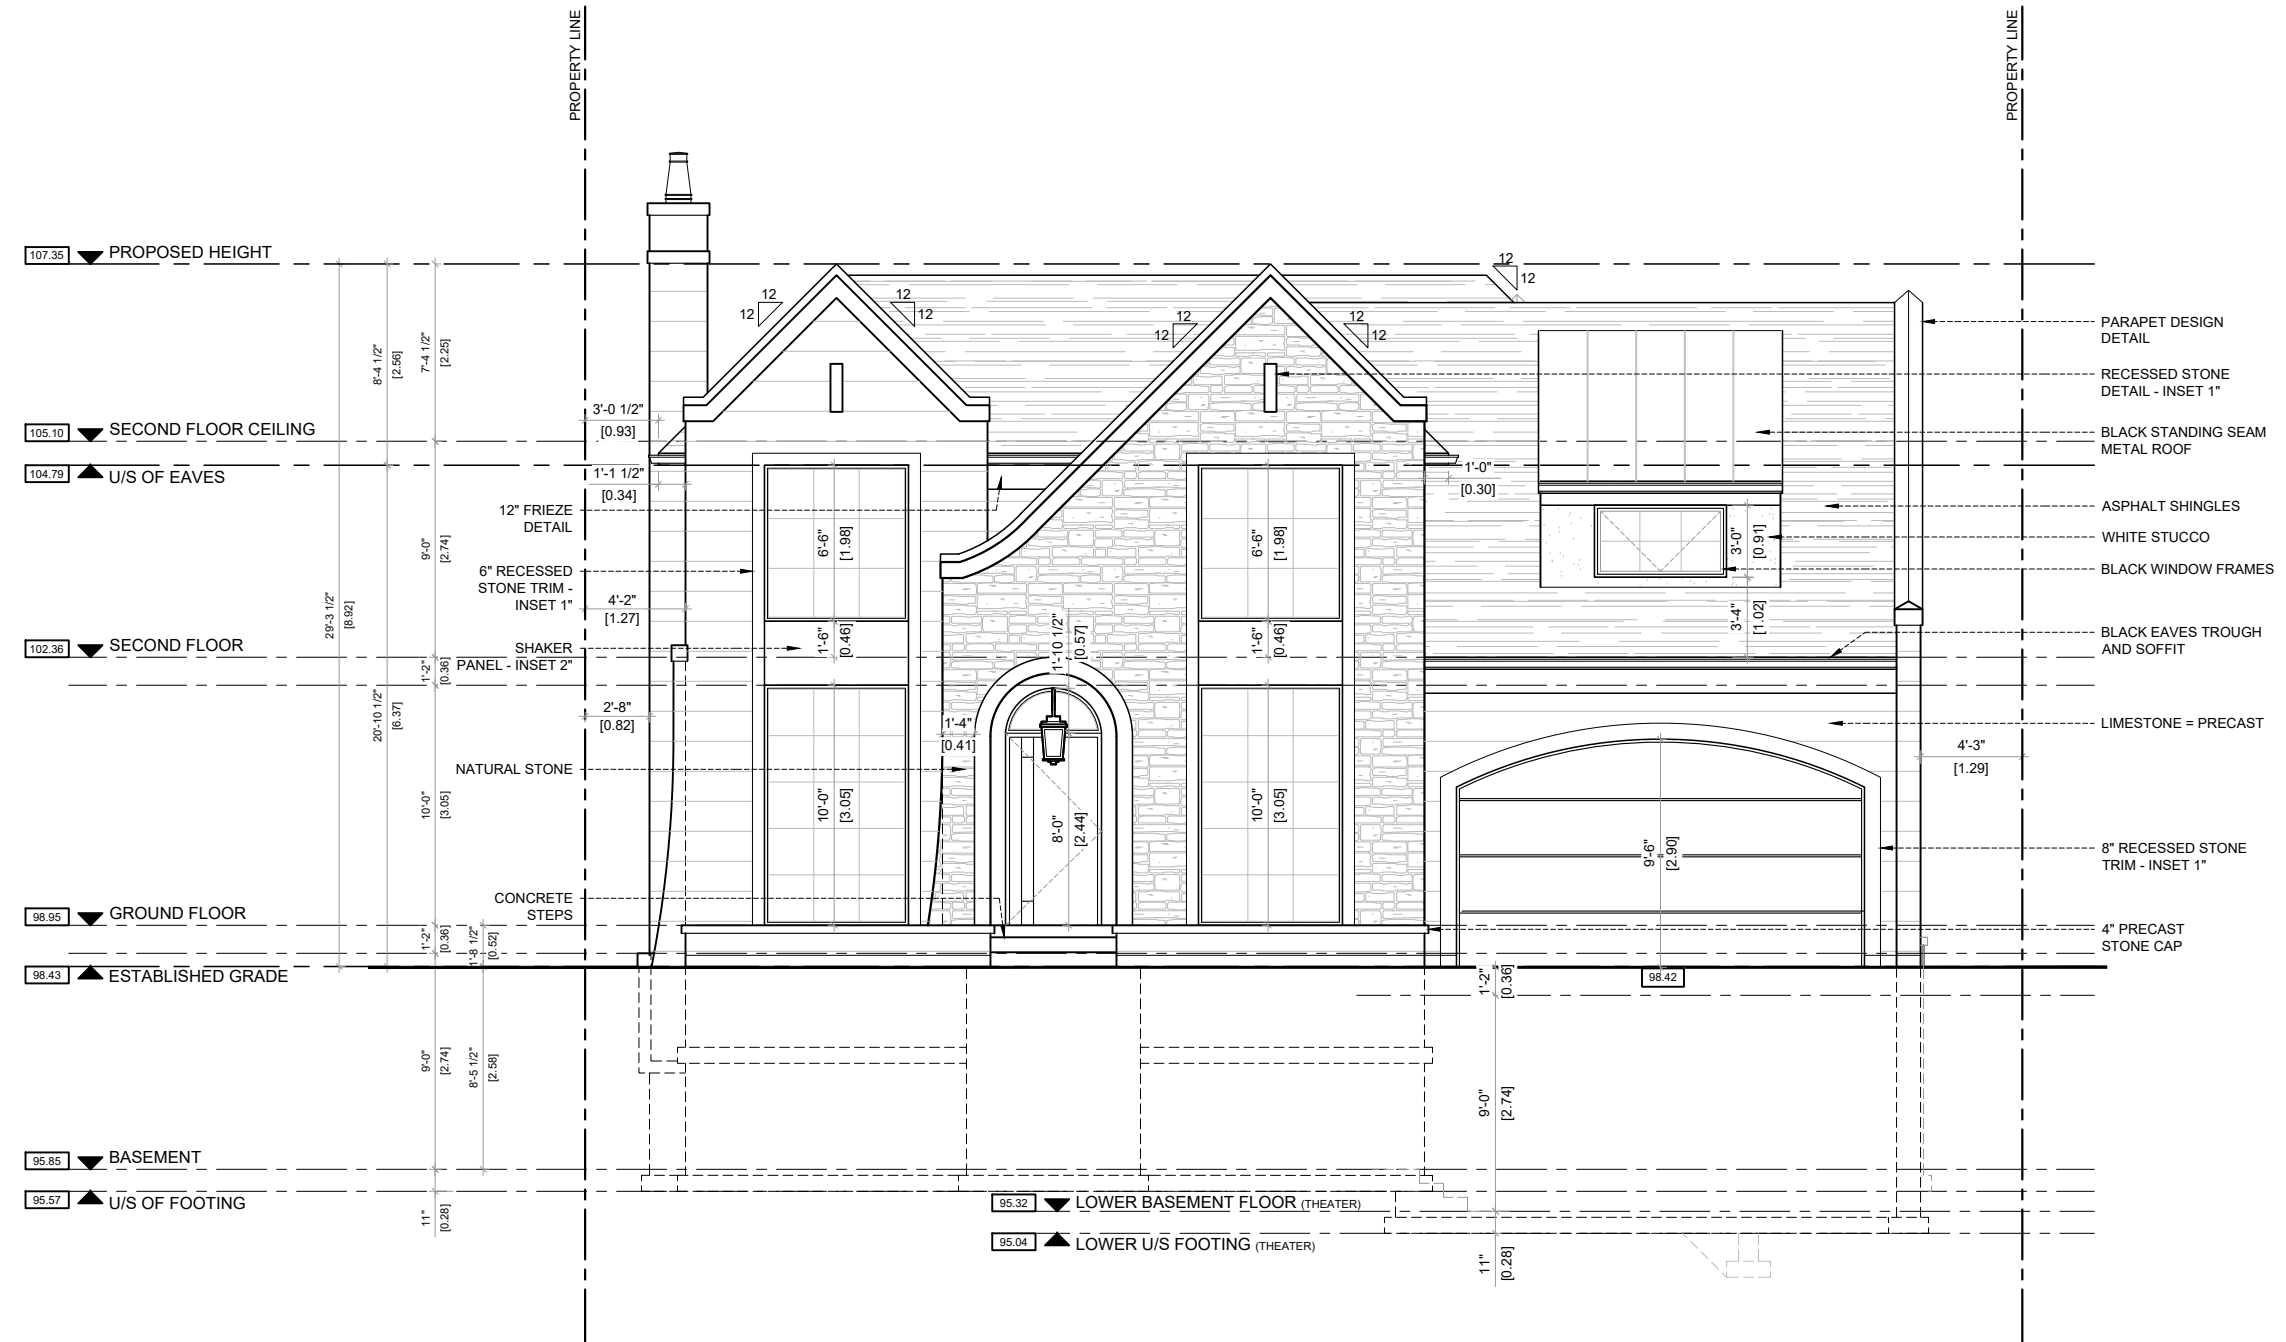 PROPERTY LINE
PROPERTY LINE
107.35 PROPOSED HEIGHT
105.10 SECOND FLOOR CEILING
104.79 U/S OF EAVES
102.36 SECOND FLOOR
98.95 GROUND FLOOR
98.43 ESTABLISHED GRADE
95.85 BASEMENT
95.57 U/S OF FOOTING
29'-3 1/2"
[8.92]
8'-4 1/2"
[2.56]
20'-10 1/2"
[6.37]
7'-4 1/2"
[2.25]
9'-0"
[2.74]
1'-2"
[0.36]
10'-0"
[3.05]
1'-2"
[0.36]
1'-8 1/2"
[0.52]
9'-0"
[2.74]
8'-5 1/2"
[2.58]
11"
[0.28]
3'-0 1/2"
[0.93]
1'-1 1/2"
[0.34]
12" FRIEZE
DETAIL
6" RECESSED
STONE TRIM -
INSET 1"
4'-2"
[1.27]
SHAKER
PANEL - INSET 2"
2'-8"
[0.82]
NATURAL STONE
CONCRETE
STEPS
12
12
12
12
12
12
12
12
12
12
6'-6"
[1.98]
1'-6"
[0.46]
10'-0"
[3.05]
1'-4"
[0.41]
1'-10 1/2"
[0.57]
8'-0"
[2.44]
6'-6"
[1.98]
1'-6"
[0.46]
10'-0"
[3.05]
1'-0"
[0.30]
3'-0"
[0.91]
3'-4"
[1.02]
9'-6"
[2.90]
4'-3"
[1.29]
98.42
1'-2"
[0.36]
9'-0"
[2.74]
11"
[0.28]
95.32 LOWER BASEMENT FLOOR (THEATER)
95.04 LOWER U/S FOOTING (THEATER)
PARAPET DESIGN
DETAIL
RECESSED STONE
DETAIL - INSET 1"
BLACK STANDING SEAM
METAL ROOF
ASPHALT SHINGLES
WHITE STUCCO
BLACK WINDOW FRAMES
BLACK EAVES TROUGH
AND SOFFIT
LIMESTONE = PRECAST
8" RECESSED STONE
TRIM - INSET 1"
4" PRECAST
STONE CAP